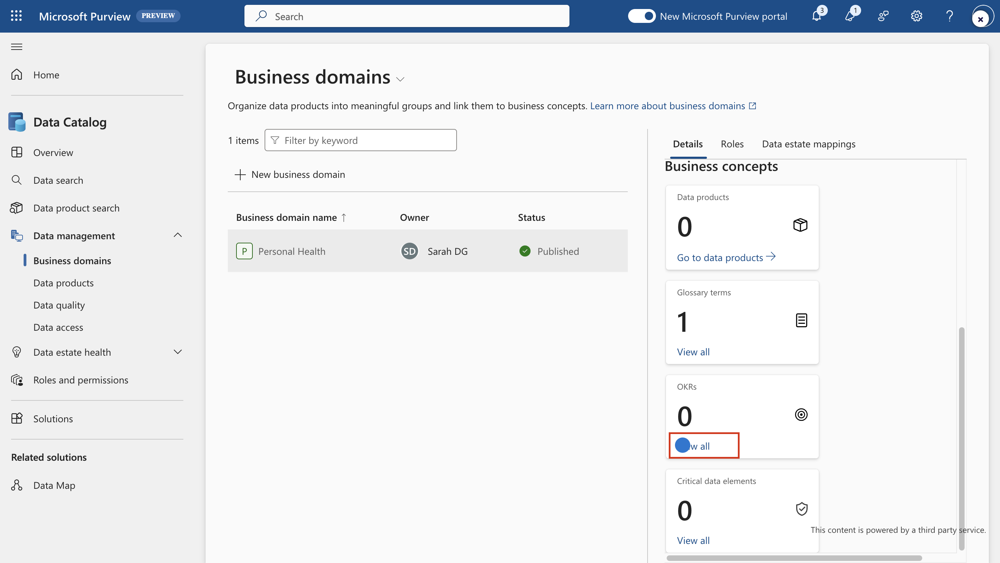 Microsoft Purview PREVIEW
Search
New Microsoft Purview portal
3
1
Home
Data Catalog
Overview
Data search
Data product search
Data management
Business domains
Data products
Data quality
Data access
Data estate health
Roles and permissions
Solutions
Related solutions
Data Map
Business domains
Organize data products into meaningful groups and link them to business concepts. Learn more about business domains
1 items
Filter by keyword
New business domain
Business domain name ↑ Owner Status
P Personal Health SD Sarah DG Published
Details Roles Data estate mappings
Business concepts
Data products
0
Go to data products →
Glossary terms
1
View all
OKRs
0
w all
Critical data elements
0
View all
This content is powered by a third party service.